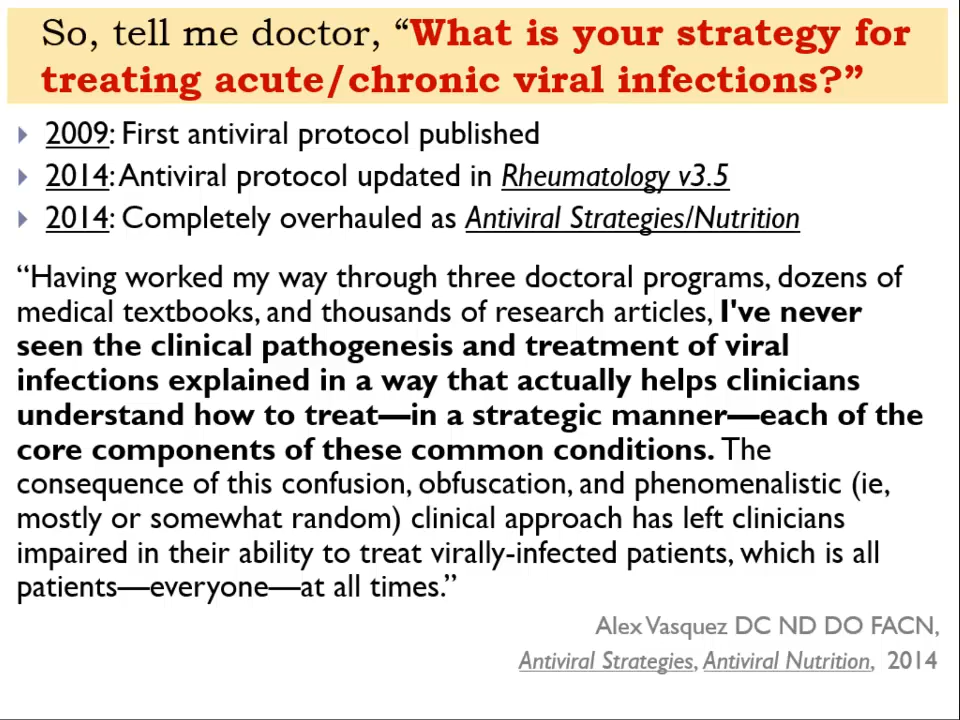 So, tell me doctor, “What is your strategy for
treating acute/chronic viral infections?”
2009: First antiviral protocol published
2014: Antiviral protocol updated in Rheumatology v3.5
2014: Completely overhauled as Antiviral Strategies/Nutrition
“Having worked my way through three doctoral programs, dozens of
medical textbooks, and thousands of research articles, I've never
seen the clinical pathogenesis and treatment of viral
infections explained in a way that actually helps clinicians
understand how to treat—in a strategic manner—each of the
core components of these common conditions. The
consequence of this confusion, obfuscation, and phenomenalistic (ie,
mostly or somewhat random) clinical approach has left clinicians
impaired in their ability to treat virally-infected patients, which is all
patients—everyone—at all times.”
Alex Vasquez DC ND DO FACN,
Antiviral Strategies, Antiviral Nutrition, 2014